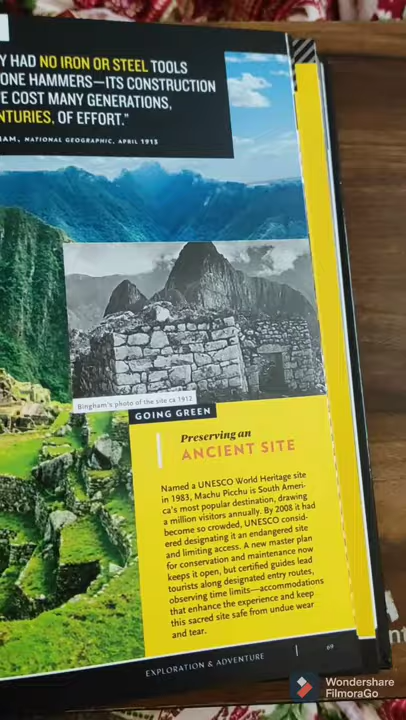 Y HAD NO IRON OR STEEL TOOLS
ONE HAMMERS—ITS CONSTRUCTION
E COST MANY GENERATIONS,
NTURIES, OF EFFORT."
AM, NATIONAL GEOGRAPHIC, APRIL 1913
Bingham's photo of the site ca 1912
GOING GREEN
Preserving an
ANCIENT SITE
Named a UNESCO World Heritage site
in 1983, Machu Picchu is South Ameri-
ca's most popular destination, drawing
a million visitors annually. By 2008 it had
become so crowded, UNESCO consid-
ered designating it an endangered site
and limiting access. A new master plan
for conservation and maintenance now
keeps it open, but certified guides lead
tourists along designated entry routes,
observing time limits—accommodations
that enhance the experience and keep
this sacred site safe from undue wear
and tear.
EXPLORATION & ADVENTURE | 69
Wondershare
FilmoraGo